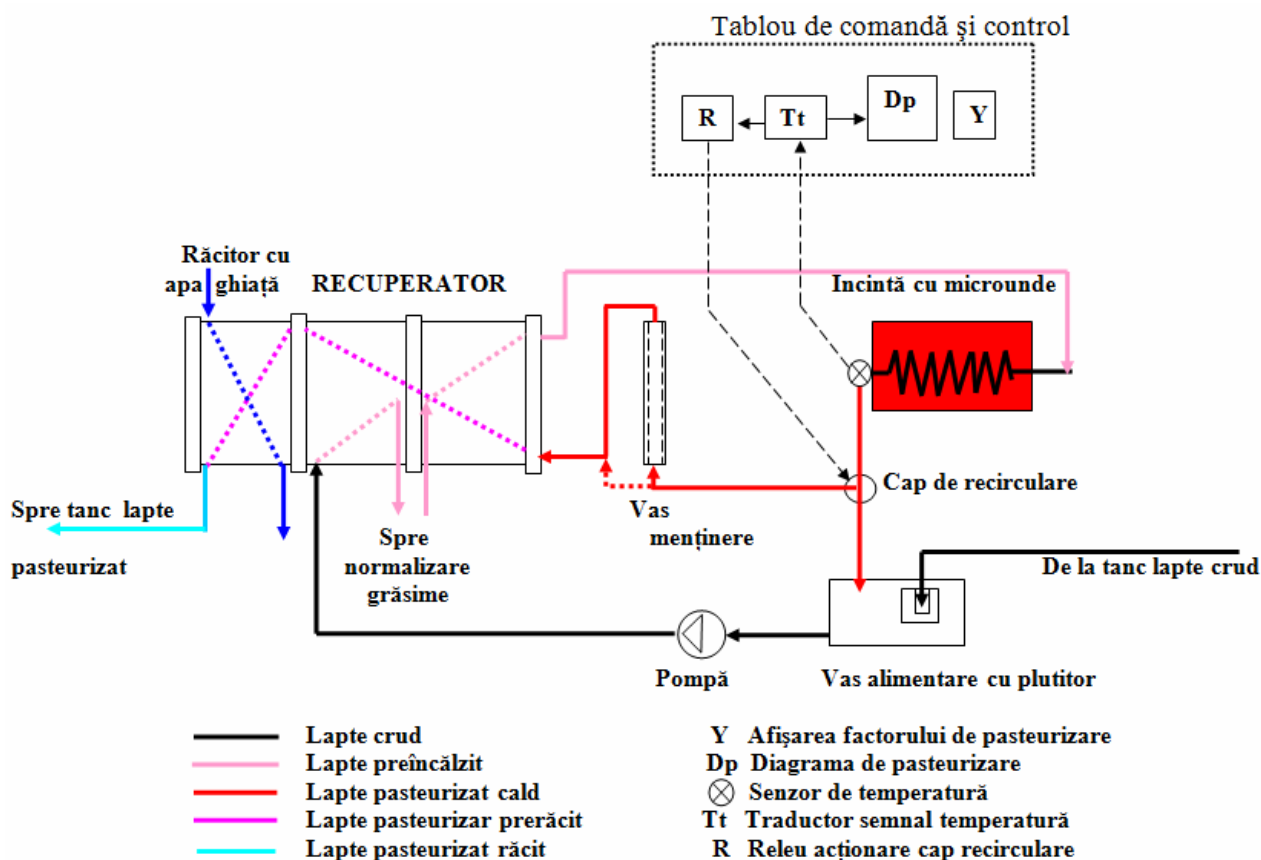 Tablou de comandă şi control
R
Tt
Dp
Y
Răcitor cu
apa ghiață
RECUPERATOR
Incintă cu microunde
Cap de recirculare
Vas
menținere
Spre tanc lapte
pasteurizat
Spre
normalizare
grăsime
De la tanc lapte crud
Pompă
Vas alimentare cu plutitor
Lapte crud
Lapte preîncălzit
Lapte pasteurizat cald
Lapte pasteurizar prerăcit
Lapte pasteurizat răcit
Y Afişarea factorului de pasteurizare
Dp Diagrama de pasteurizare
Senzor de temperatură
Tt Traductor semnal temperatură
R Releu acționare cap recirculare